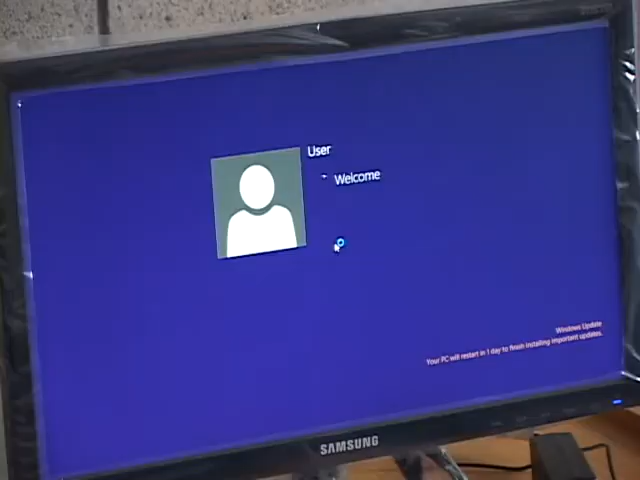 User
Welcome
Windows Update
Your PC will restart in 1 day to finish installing important updates.
SAMSUNG